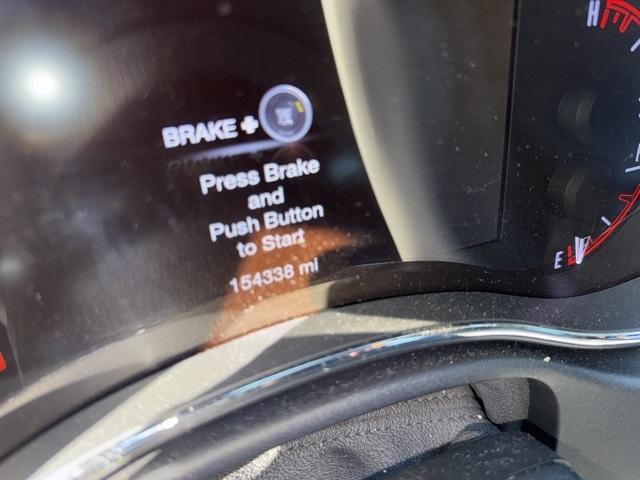 H
BRAKE +
Press Brake
and
Push Button
to Start
154338 mi
E